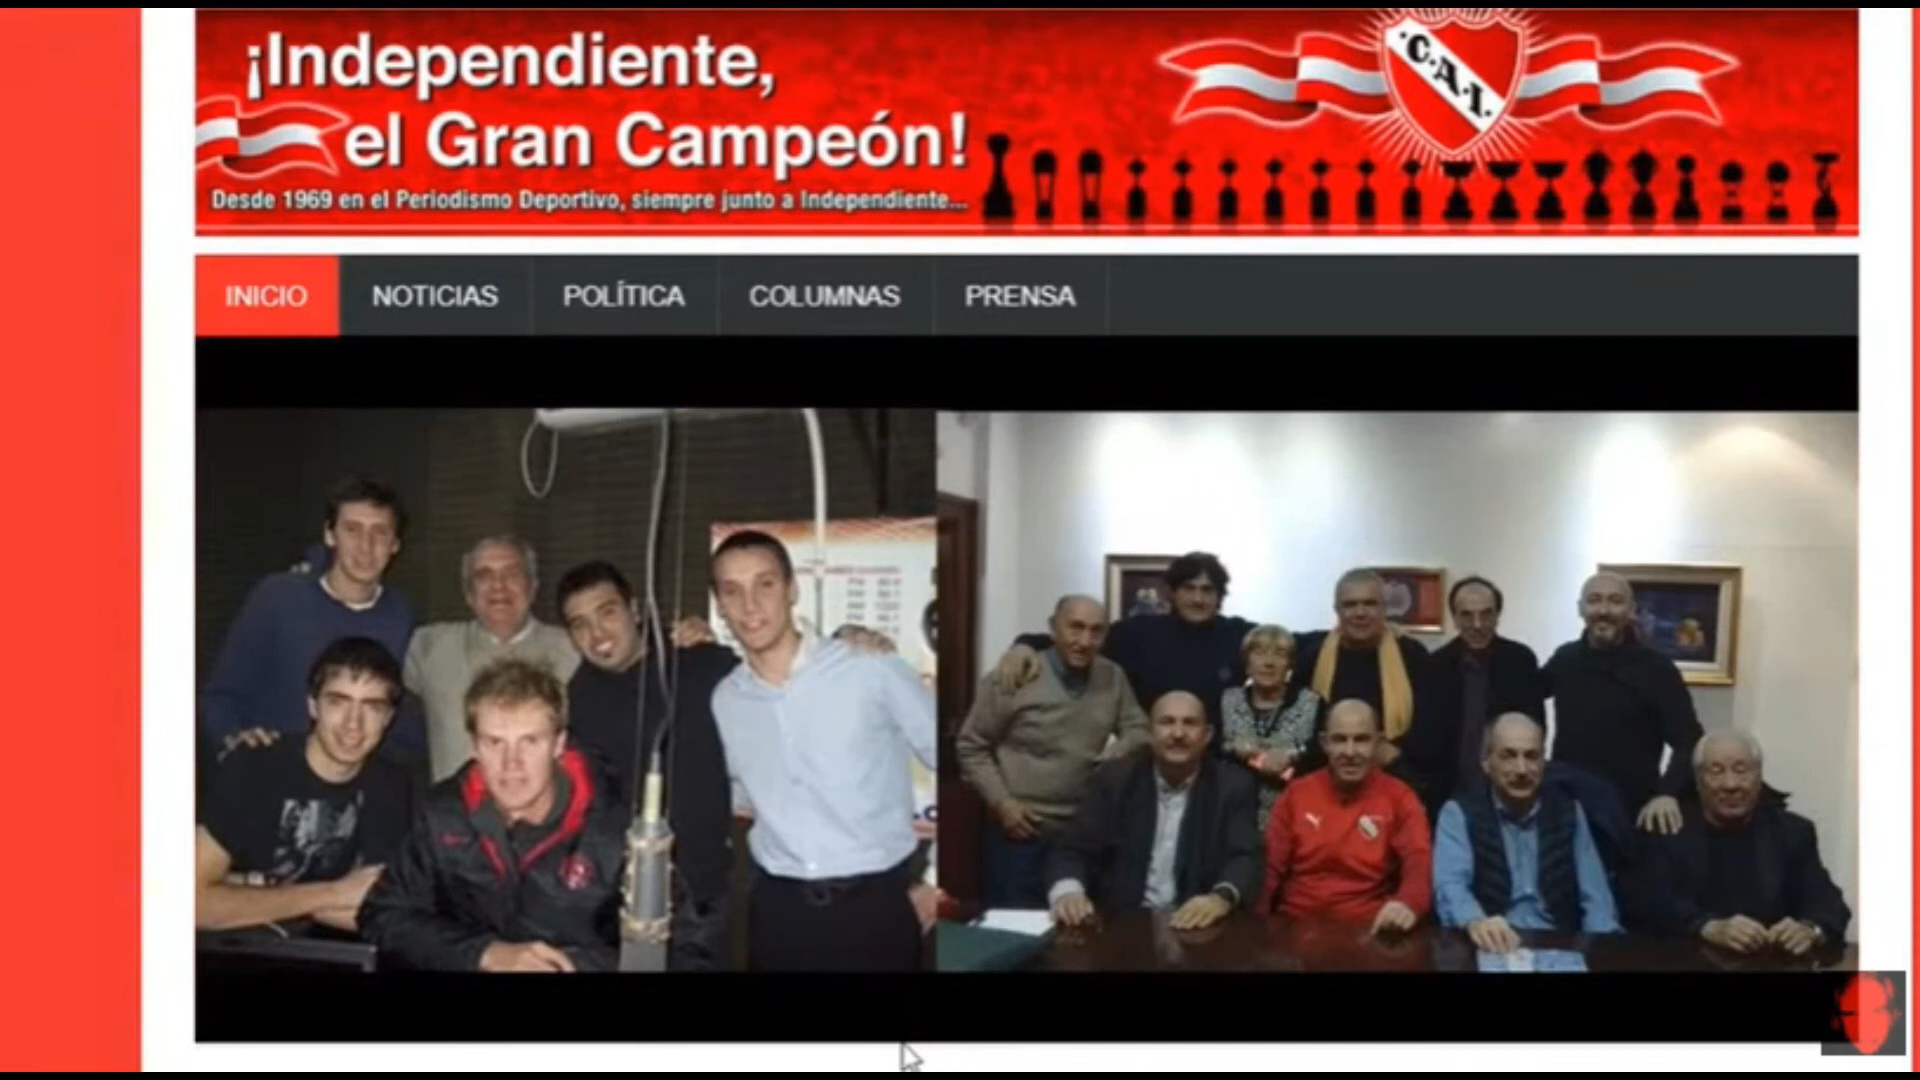 ¡Independiente,
el Gran Campeón!
Desde 1969 en el Periodismo Deportivo, siempre junto a Independiente...
C.A.I.
INICIO
NOTICIAS
POLÍTICA
COLUMNAS
PRENSA